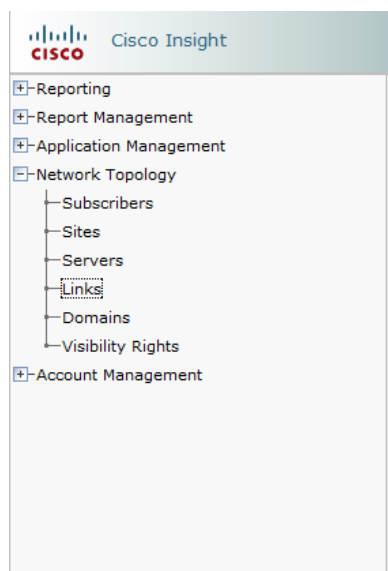 CISCO Cisco Insight
Reporting
Report Management
Application Management
Network Topology
Subscribers
Sites
Servers
Links
Domains
Visibility Rights
Account Management